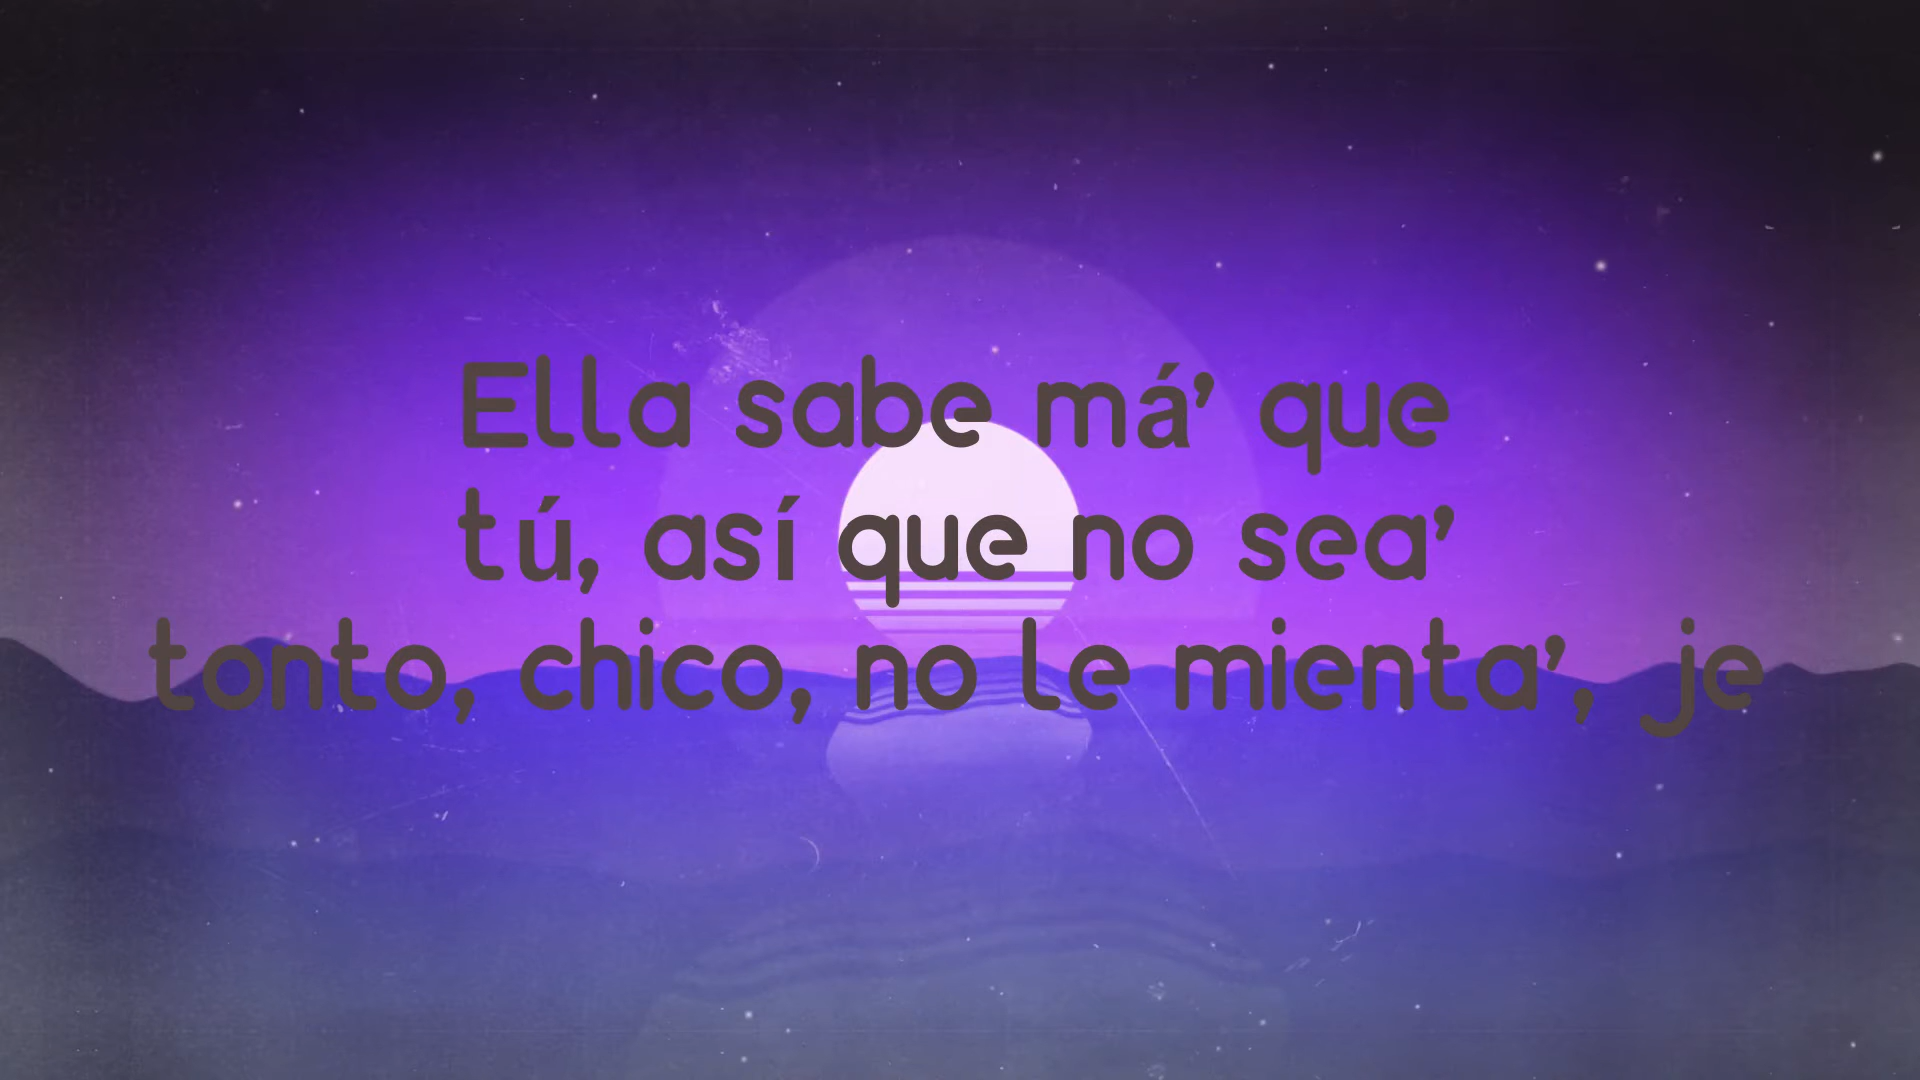 Ella sabe má' que
tú, así que no sea'
tonto, chico, no le mienta', je